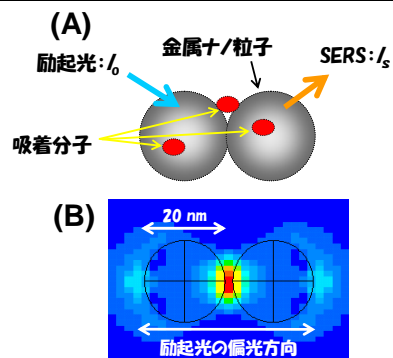 (A)
金属ナノ粒子
励起光:I₀
SERS:Iₛ
吸着分子
(B)
20 nm
励起光の偏光方向